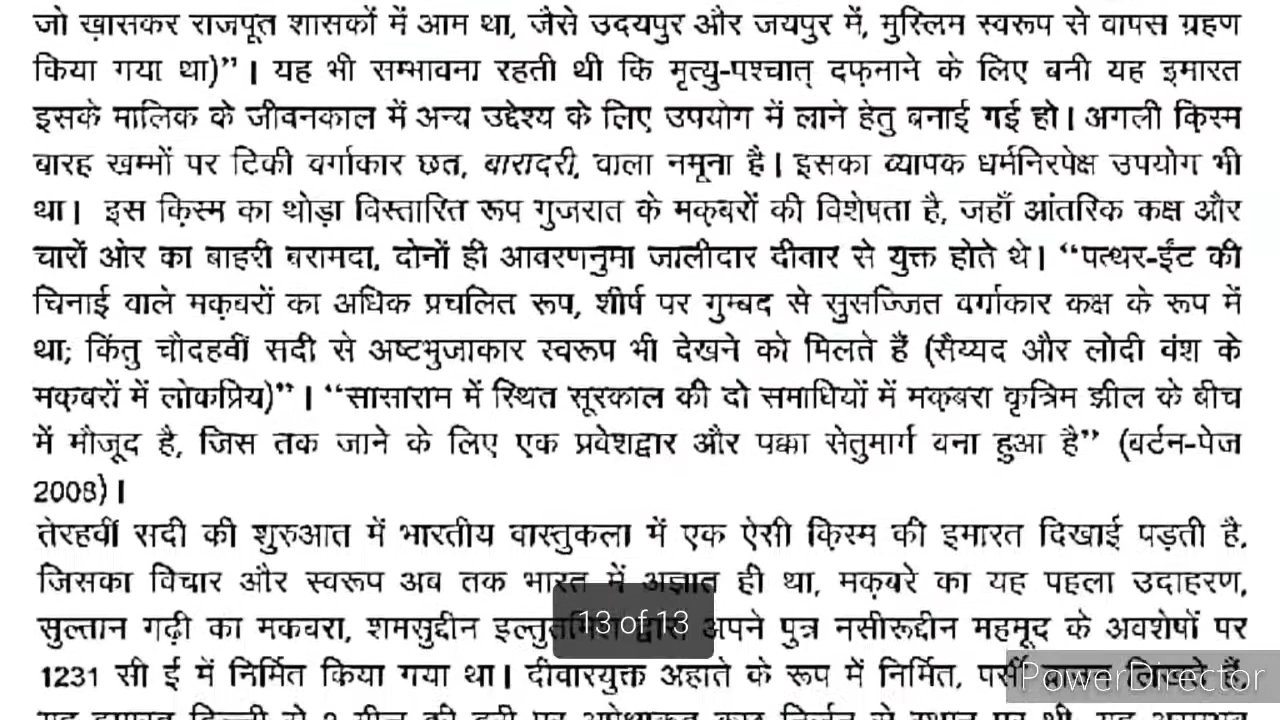 जो ख़ासकर राजपूत शासकों में आम था, जैसे उदयपुर और जयपुर में, मुस्लिम स्वरूप से वापस ग्रहण
किया गया था)”। यह भी सम्भावना रहती थी कि मृत्यु-पश्चात् दफ़नाने के लिए बनी यह इमारत
इसके मालिक के जीवनकाल में अन्य उद्देश्य के लिए उपयोग में लाने हेतु बनाई गई हो। अगली क़िस्म
बारह खम्भों पर टिकी वर्गाकार छत, बारादरी, वाला नमूना है। इसका व्यापक धर्मनिरपेक्ष उपयोग भी
था। इस क़िस्म का थोड़ा विस्तारित रूप गुजरात के मक़बरों की विशेषता है, जहाँ आंतरिक कक्ष और
चारों ओर का बाहरी बरामदा, दोनों ही आवरणनुमा जालीदार दीवार से युक्त होते थे। “पत्थर-ईंट की
चिनाई वाले मक़बरों का अधिक प्रचलित रूप, शीर्ष पर गुम्बद से सुसज्जित वर्गाकार कक्ष के रूप में
था; किंतु चौदहवीं सदी से अष्टभुजाकार स्वरूप भी देखने को मिलते हैं (सैय्यद और लोदी वंश के
मक़बरों में लोकप्रिय)”। “सासाराम में स्थित सूरकाल की दो समाधियों में मक़बरा कृत्रिम झील के बीच
में मौजूद है, जिस तक जाने के लिए एक प्रवेशद्वार और पक्का सेतुमार्ग बना हुआ है” (बर्टन-पेज
2008)।
तेरहवीं सदी की शुरुआत में भारतीय वास्तुकला में एक ऐसी क़िस्म की इमारत दिखाई पड़ती है,
जिसका विचार और स्वरूप अब तक भारत में अज्ञात ही था, मक़बरे का यह पहला उदाहरण,
सुल्तान गढ़ी का मकबरा, शमसुद्दीन इल्तुतमिश द्वारा अपने पुत्र नसीरूद्दीन महमूद के अवशेषों पर
13 of 13
1231 सी ई में निर्मित किया गया था। दीवारयुक्त अहाते के रूप में निर्मित, पर्सी ब्राउन लिखते हैं,
PowerDirector